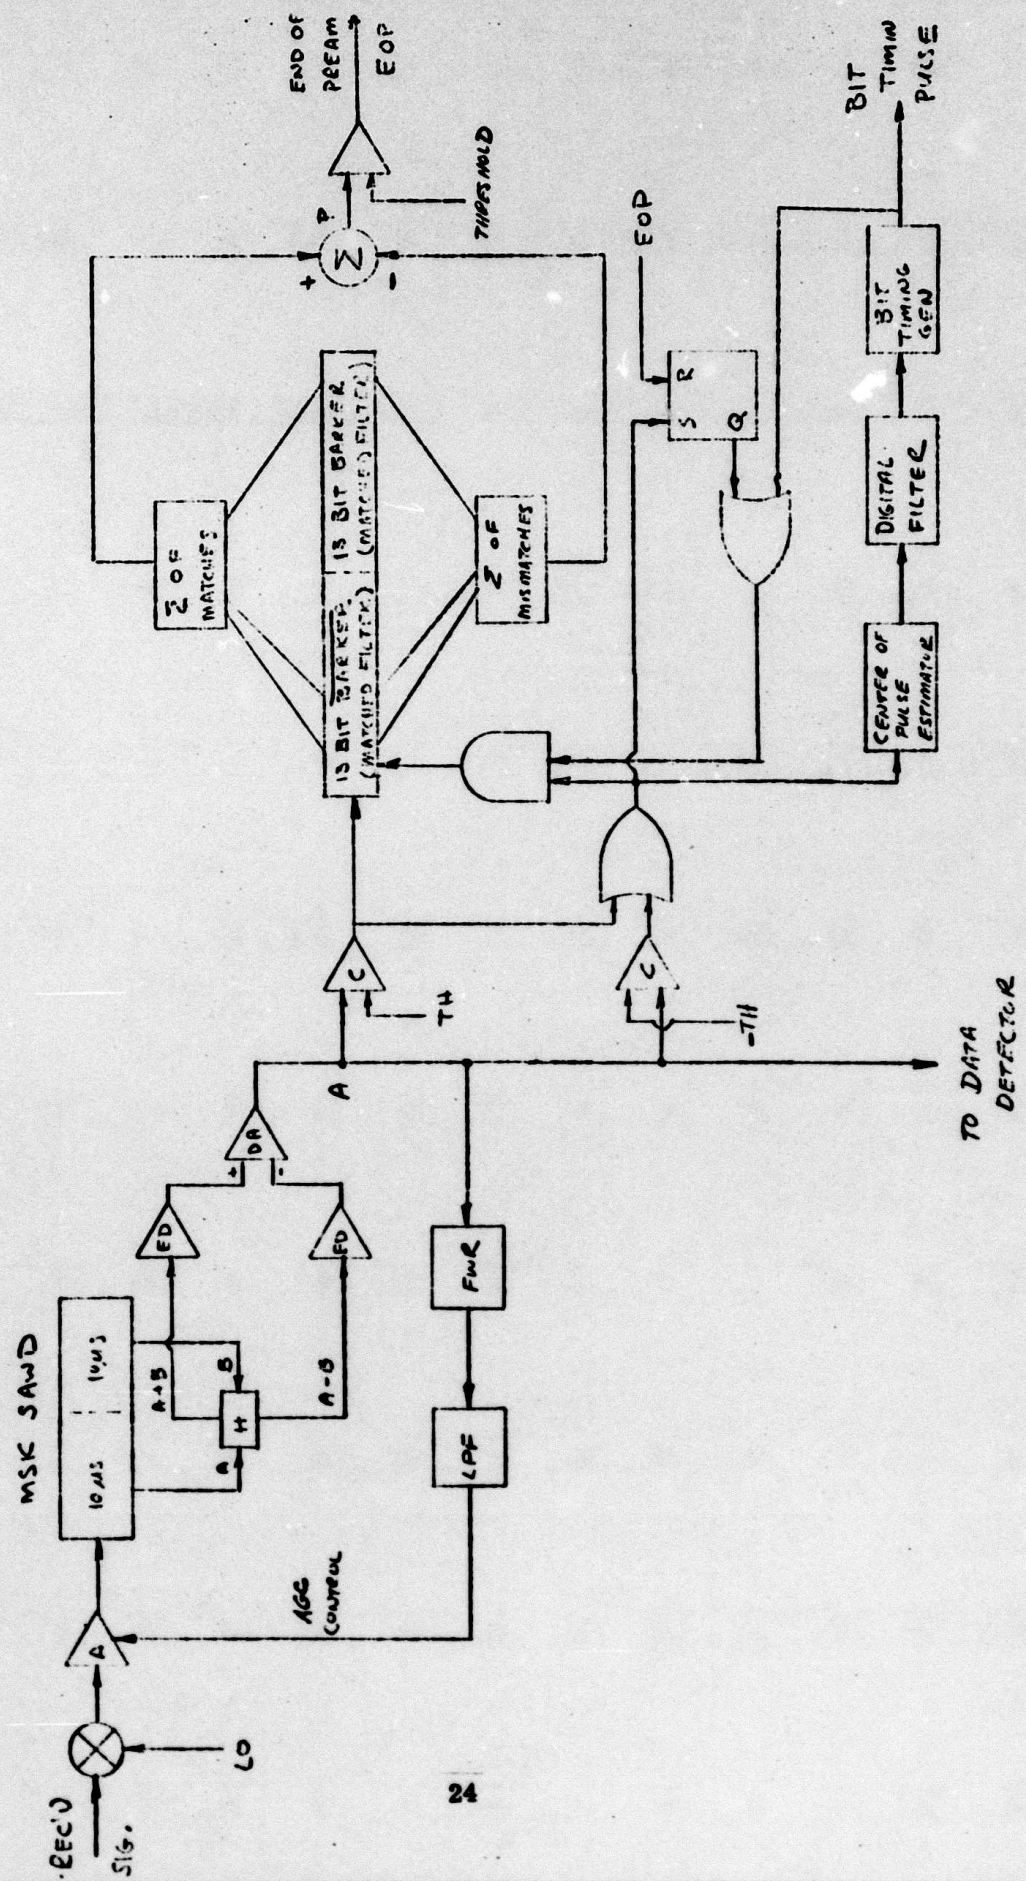 REC'D
SIG.
LO
A
AGC
CONTROL
MSK SAWD
10 μS
10 μS
A
B
H
A+B
A-B
ED
ED
+
-
DA
LPF
FWR
A
C
TH
C
-TH
TO DATA
DETECTOR
13 BIT BARKER
(MATCHED FILTER)
13 BIT BARKER
(MATCHED FILTER)
Σ OF
MATCHES
Σ OF
MISMATCHES
+
-
Σ
P
THRESHOLD
END OF
PREAM
EOP
EOP
S
R
Q
CENTER OF
PULSE
ESTIMATOR
DIGITAL
FILTER
BIT
TIMING
GEN
BIT
TIMIN
PULSE
24